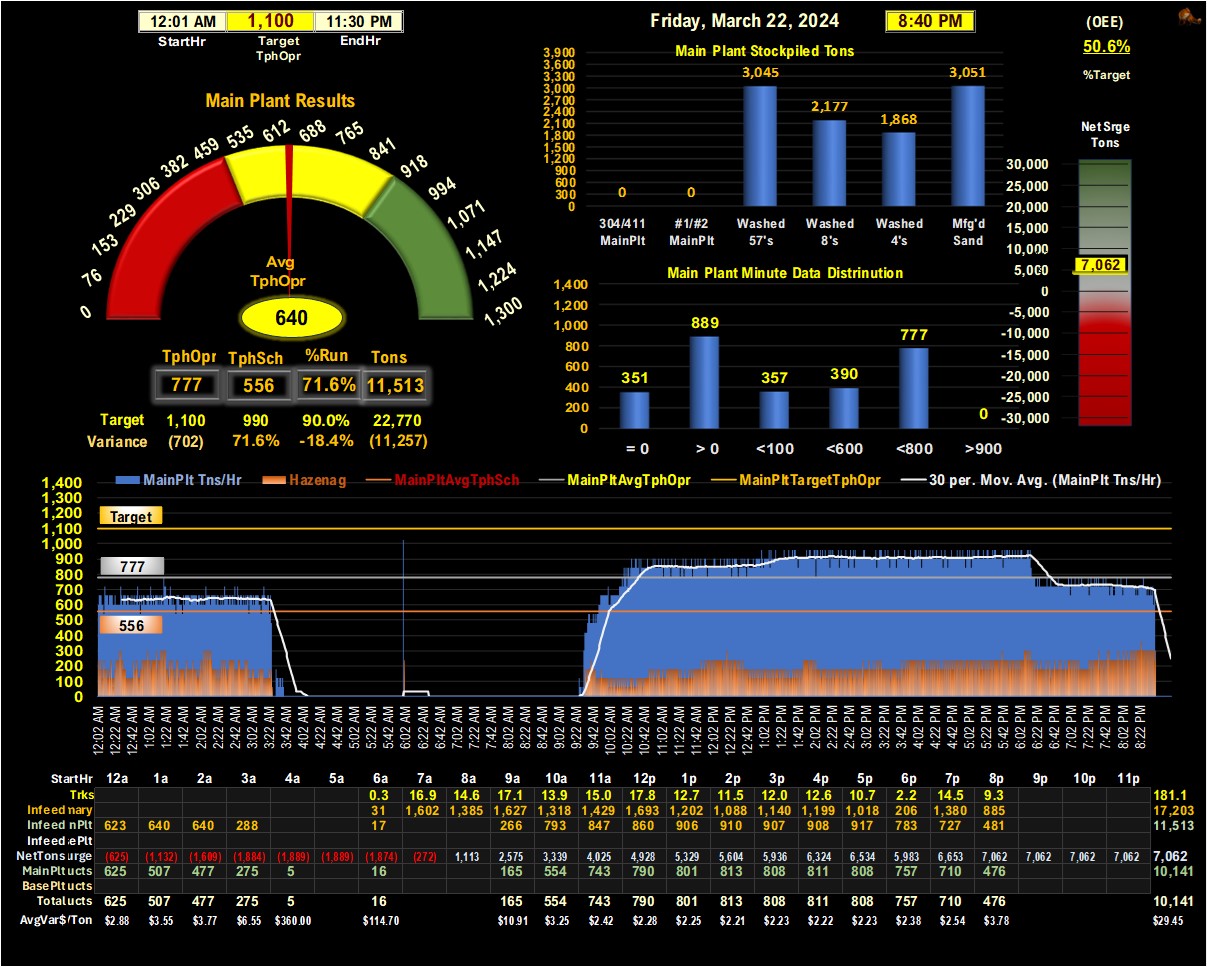 12:01 AM 1,100 11:30 PM
StartHr Target TphOpr EndHr
Friday, March 22, 2024 8:40 PM
(OEE)
50.6%
%Target
Main Plant Results
0 76 153 229 306 382 459 535 612 688 765 841 918 994 1,071 1,147 1,224 1,300
Avg
TphOpr
640
TphOpr TphSch %Run Tons
777 556 71.6% 11,513
Target 1,100 990 90.0% 22,770
Variance (702) 71.6% -18.4% (11,257)
Main Plant Stockpiled Tons
3,900
3,600
3,300
3,000
2,700
2,400
2,100
1,800
1,500
1,200
900
600
300
0
0 0 3,045 2,177 1,868 3,051
304/411 #1/#2 Washed Washed Washed Mfg'd
MainPlt MainPlt 57's 8's 4's Sand
Main Plant Minute Data Distrinution
1,400
1,200
1,000
800
600
400
200
0
351 889 357 390 777 0
= 0 > 0 <100 <600 <800 >900
Net Srge
Tons
30,000
25,000
20,000
15,000
10,000
5,000
0
-5,000
-10,000
-15,000
-20,000
-25,000
-30,000
7,062
MainPlt Tns/Hr Hazenag MainPltAvgTphSch MainPltAvgTphOpr MainPltTargetTphOpr 30 per. Mov. Avg. (MainPlt Tns/Hr)
1,400
1,300
1,200
1,100
1,000
900
800
700
600
500
400
300
200
100
0
Target
777
556
12:02 AM 12:22 AM 12:42 AM 1:02 AM 1:22 AM 1:42 AM 2:02 AM 2:22 AM 2:42 AM 3:02 AM 3:22 AM 3:42 AM 4:02 AM 4:22 AM 4:42 AM 5:02 AM 5:22 AM 5:42 AM 6:02 AM 6:22 AM 6:42 AM 7:02 AM 7:22 AM 7:42 AM 8:02 AM 8:22 AM 8:42 AM 9:02 AM 9:22 AM 9:42 AM 10:02 AM 10:22 AM 10:42 AM 11:02 AM 11:22 AM 11:42 AM 12:02 PM 12:22 PM 12:42 PM 1:02 PM 1:22 PM 1:42 PM 2:02 PM 2:22 PM 2:42 PM 3:02 PM 3:22 PM 3:42 PM 4:02 PM 4:22 PM 4:42 PM 5:02 PM 5:22 PM 5:42 PM 6:02 PM 6:22 PM 6:42 PM 7:02 PM 7:22 PM 7:42 PM 8:02 PM 8:22 PM
StartHr 12a 1a 2a 3a 4a 5a 6a 7a 8a 9a 10a 11a 12p 1p 2p 3p 4p 5p 6p 7p 8p 9p 10p 11p
Trks 0.3 16.9 14.6 17.1 13.9 15.0 17.8 12.7 11.5 12.0 12.6 10.7 2.2 14.5 9.3 181.1
Infeed nary 31 1,602 1,385 1,627 1,318 1,429 1,693 1,202 1,088 1,140 1,199 1,018 206 1,380 885 17,203
Infeed nPlt 623 640 640 288 17 266 793 847 860 906 910 907 908 917 783 727 481 11,513
Infeed ePlt
NetTons urge (625) (1,132) (1,609) (1,884) (1,889) (1,889) (1,874) (272) 1,113 2,575 3,339 4,025 4,928 5,329 5,604 5,936 6,324 6,534 5,983 6,653 7,062 7,062 7,062 7,062 7,062
MainPlt ucts 625 507 477 275 5 16 165 554 743 790 801 813 808 811 808 757 710 476 10,141
BasePlt ucts
Total ucts 625 507 477 275 5 16 165 554 743 790 801 813 808 811 808 757 710 476 10,141
AvgVar$/Ton $2.88 $3.55 $3.77 $6.55 $360.00 $114.70 $10.91 $3.25 $2.42 $2.28 $2.25 $2.21 $2.23 $2.22 $2.23 $2.38 $2.54 $3.78 $29.45